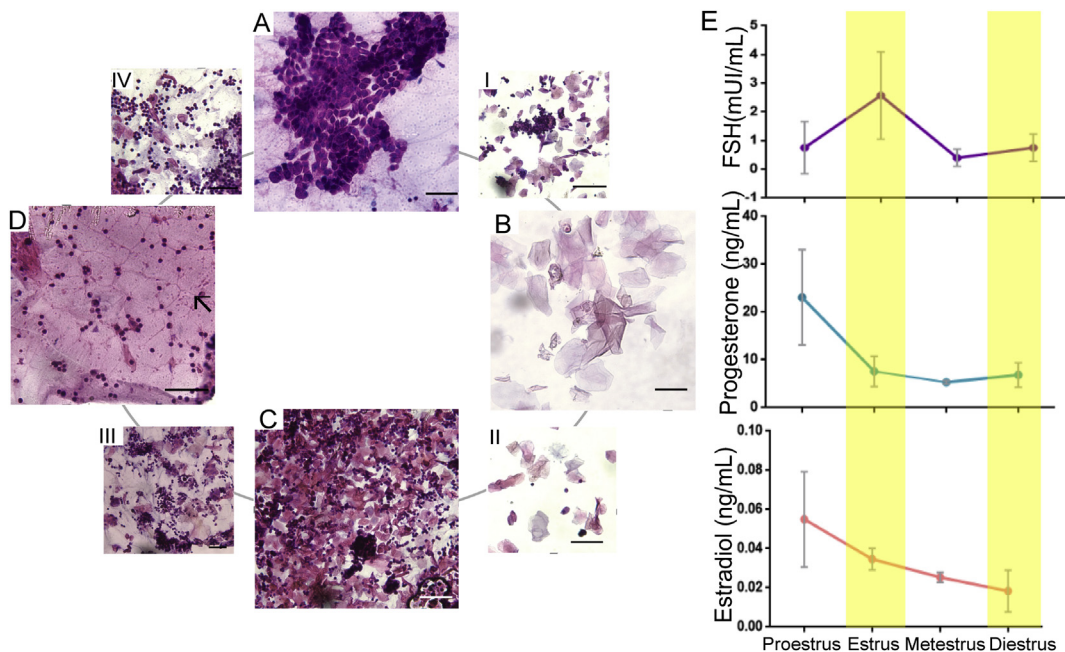 A
IV
I
D
B
III
C
II
E
FSH(mUI/mL)
7
6
5
4
3
2
1
0
-1
Progesterone (ng/mL)
40
30
20
10
0
Estradiol (ng/mL)
0.10
0.08
0.06
0.04
0.02
0.00
Proestrus Estrus Metestrus Diestrus